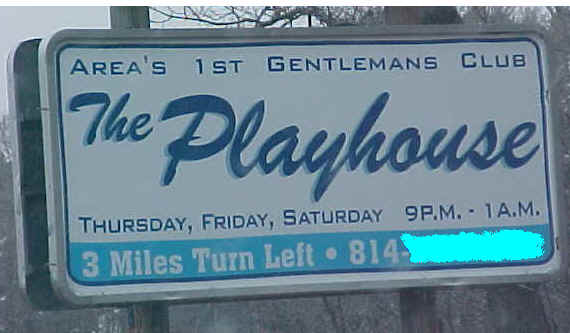 AREA'S 1ST GENTLEMANS CLUB
The Playhouse
THURSDAY, FRIDAY, SATURDAY 9P.M. - 1A.M.
3 Miles Turn Left • 814-